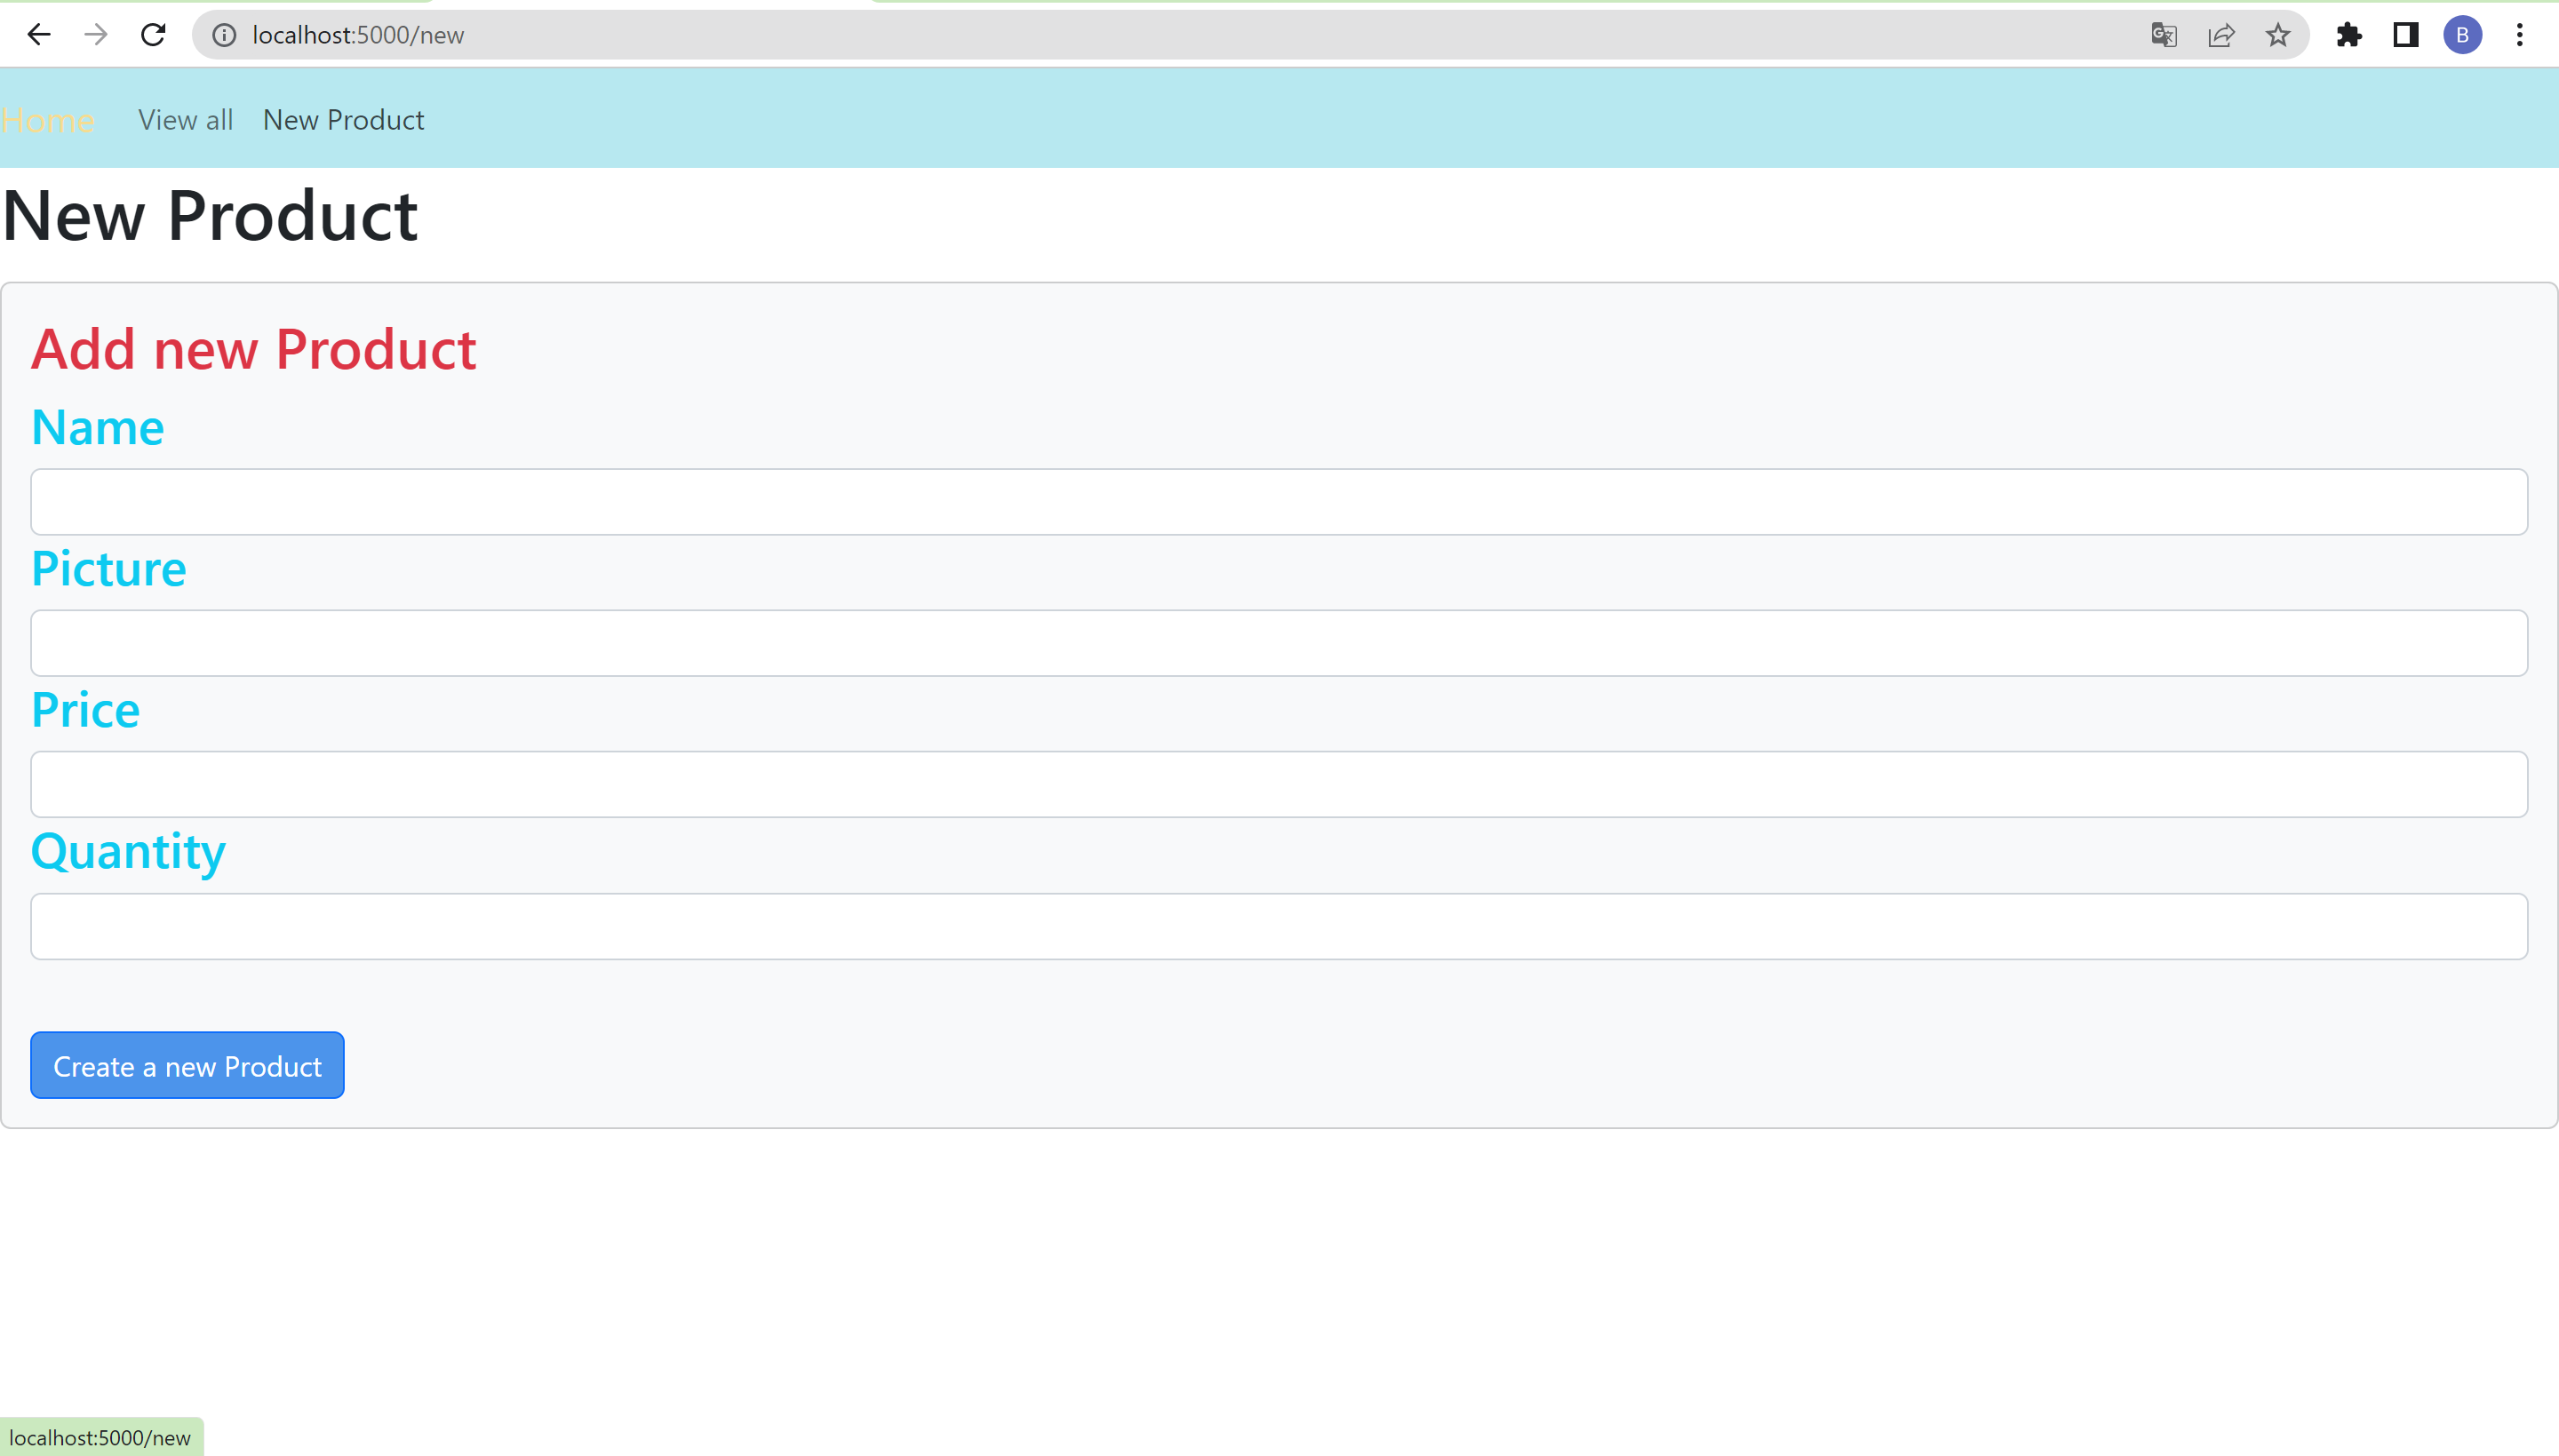 localhost:5000/new
B
Home View all New Product
New Product
Add new Product
Name
Picture
Price
Quantity
Create a new Product
localhost:5000/new